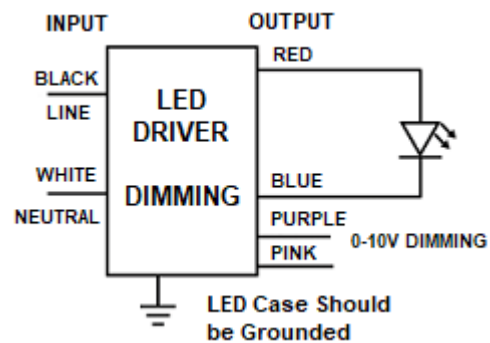 INPUT
OUTPUT
BLACK
LINE
WHITE
NEUTRAL
LED
DRIVER
DIMMING
RED
BLUE
PURPLE
PINK
0-10V DIMMING
LED Case Should
be Grounded